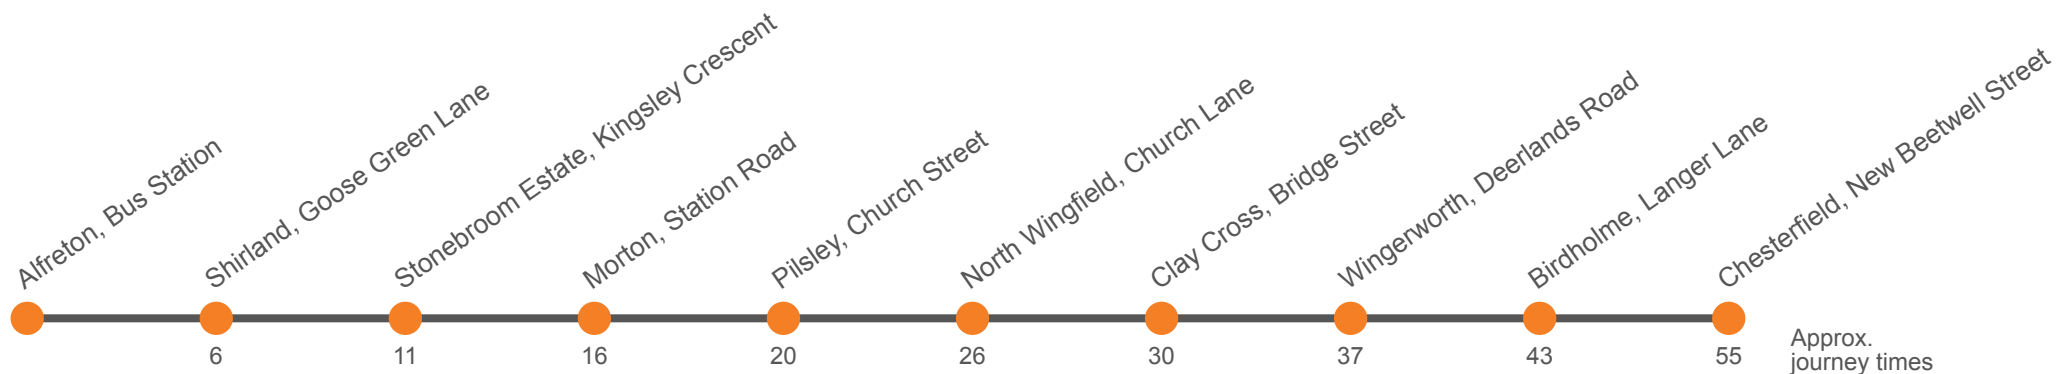 Alfreton, Bus Station
Shirland, Goose Green Lane
Stonebroom Estate, Kingsley Crescent
Morton, Station Road
Pilsley, Church Street
North Wingfield, Church Lane
Clay Cross, Bridge Street
Wingerworth, Deerlands Road
Birdholme, Langer Lane
Chesterfield, New Beetwell Street
6
11
16
20
26
30
37
43
55
Approx.
journey times